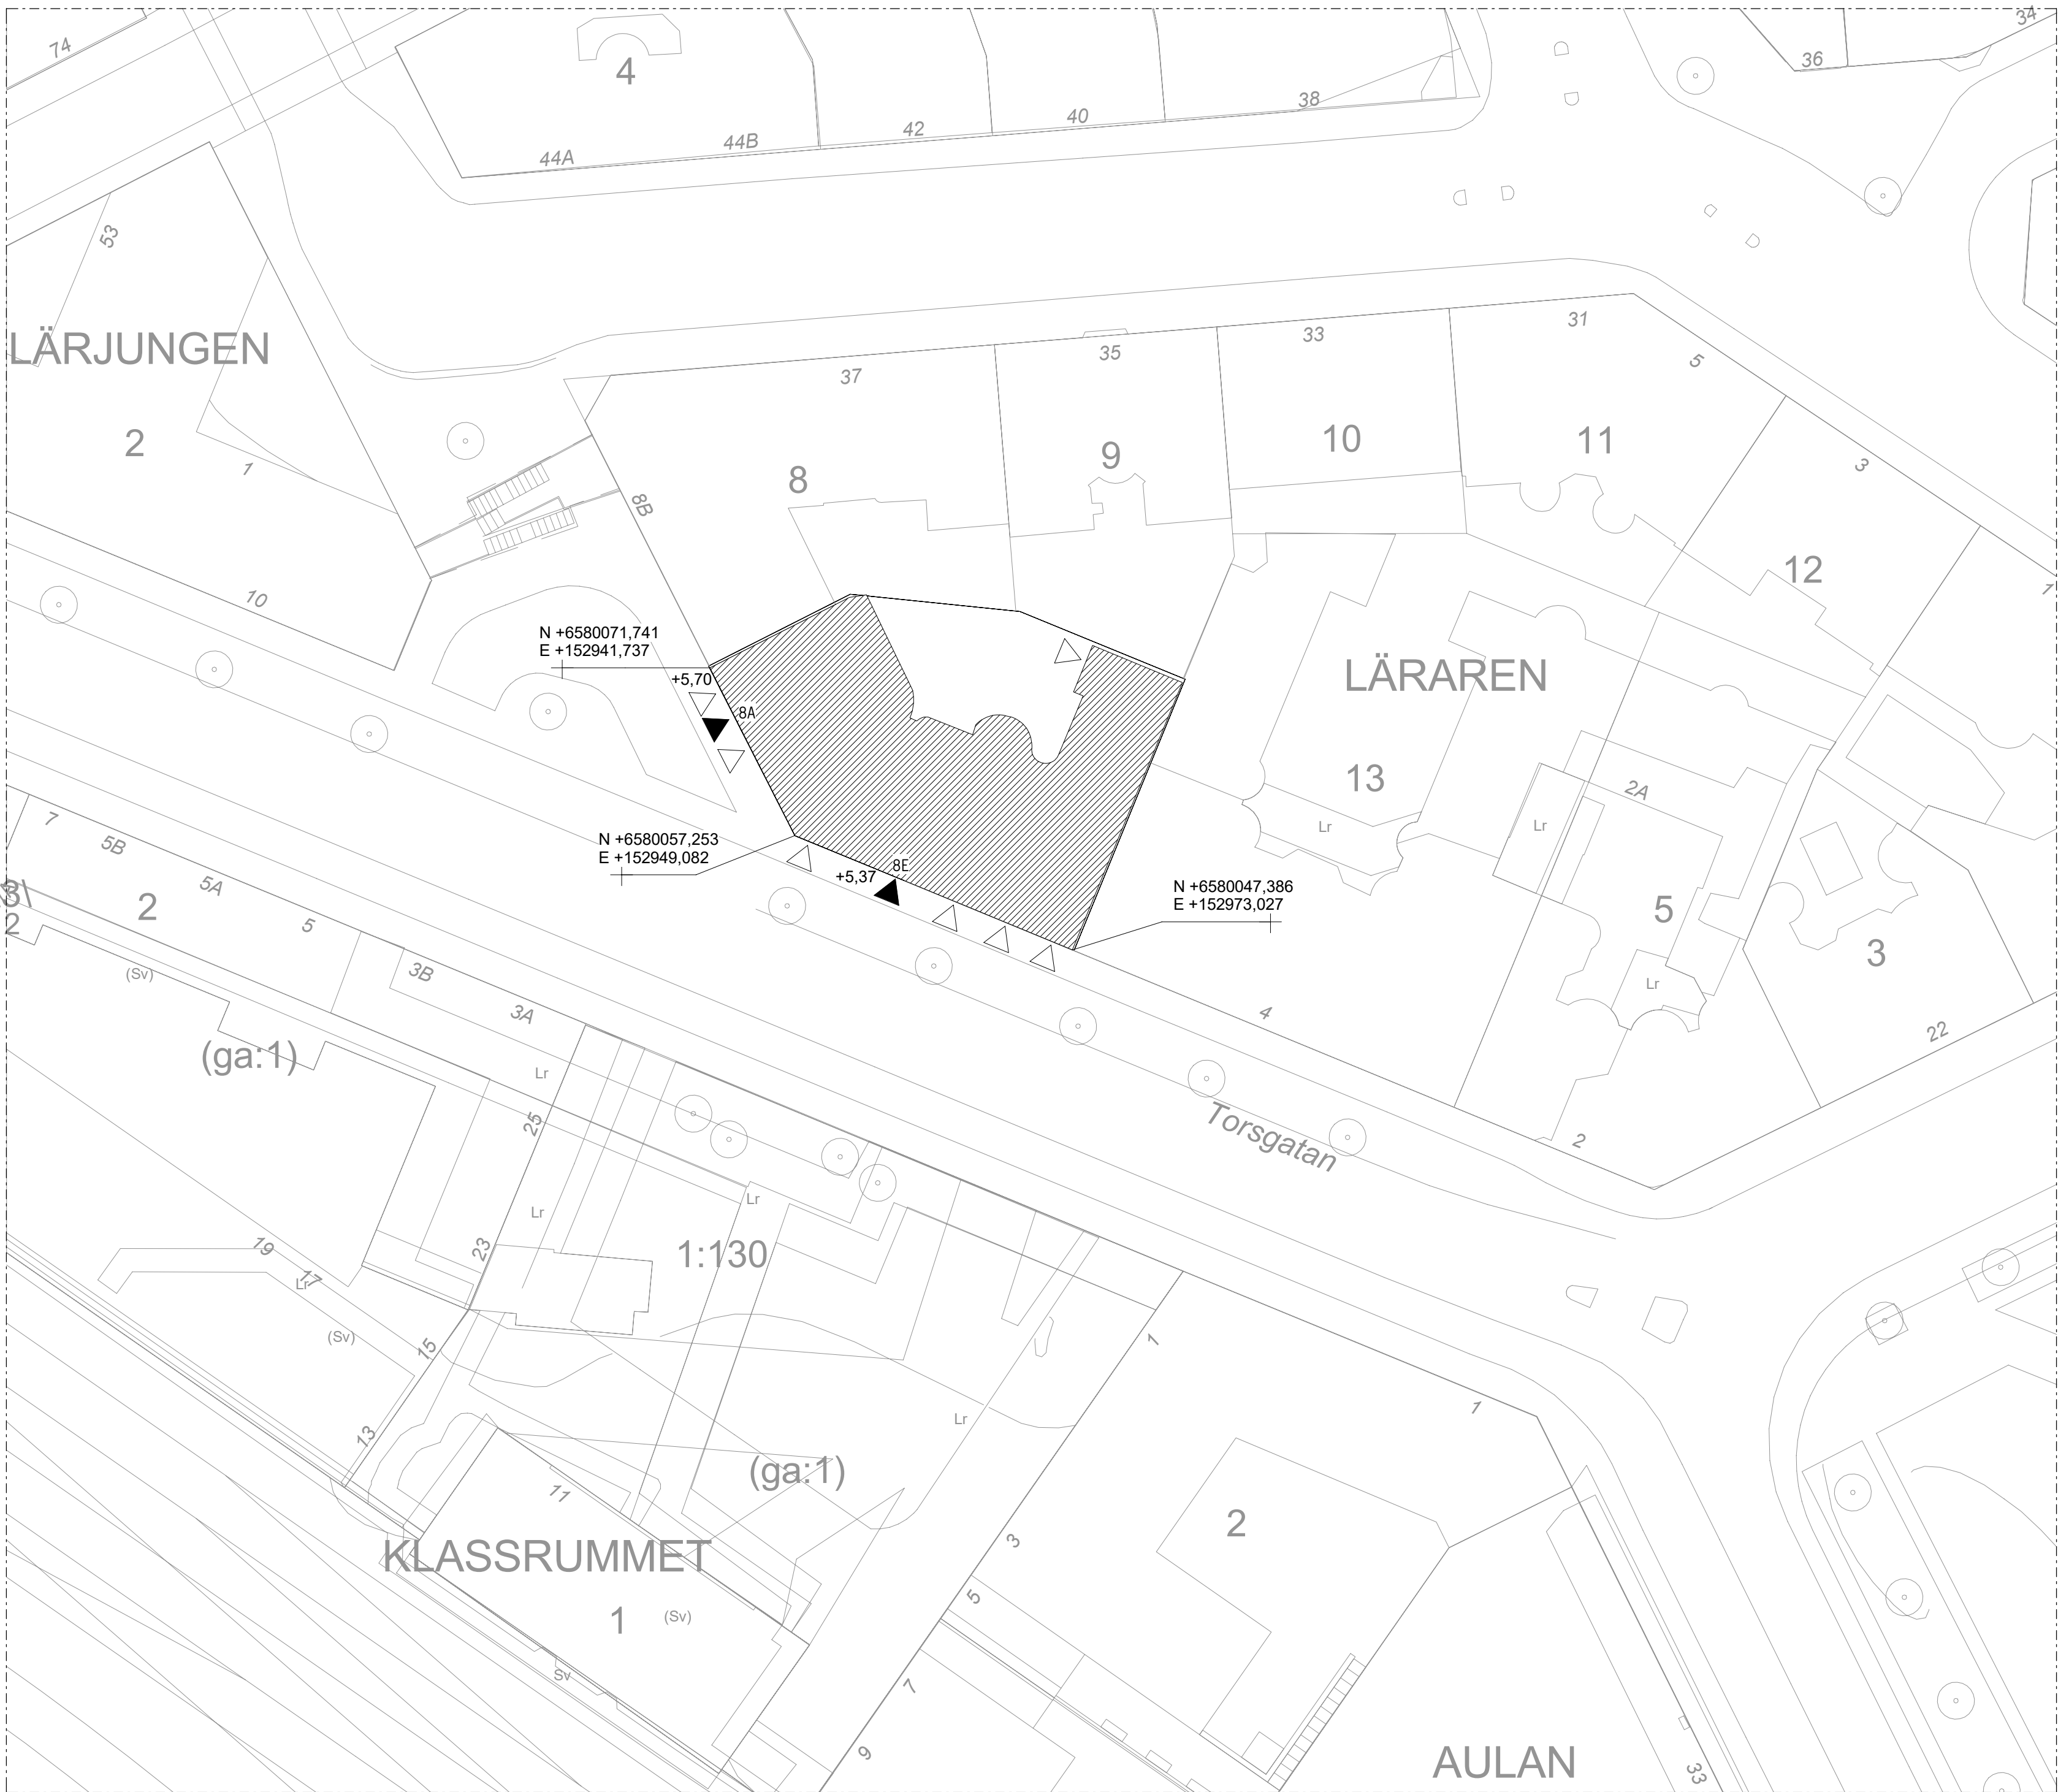 74
4
34
36
38
40
42
44B
44A
53
LÄRJUNGEN
2
1
10
31
33
35
37
5
3
1
8
9
10
11
12
8B
N +6580071,741
E +152941,737
+5,70
8A
LÄRAREN
13
Lr
Lr
2A
5
Lr
3
22
N +6580057,253
E +152949,082
8E
+5,37
N +6580047,386
E +152973,027
4
2
Torsgatan
7
5B
5A
5
2
2
(Sv)
3B
3A
(ga:1)
Lr
25
Lr
Lr
23
1:130
19
17
Lr
(Sv)
15
13
1
1
Lr
(ga:1)
11
2
3
KLASSRUMMET
1
(Sv)
5
Sv
7
9
AULAN
33